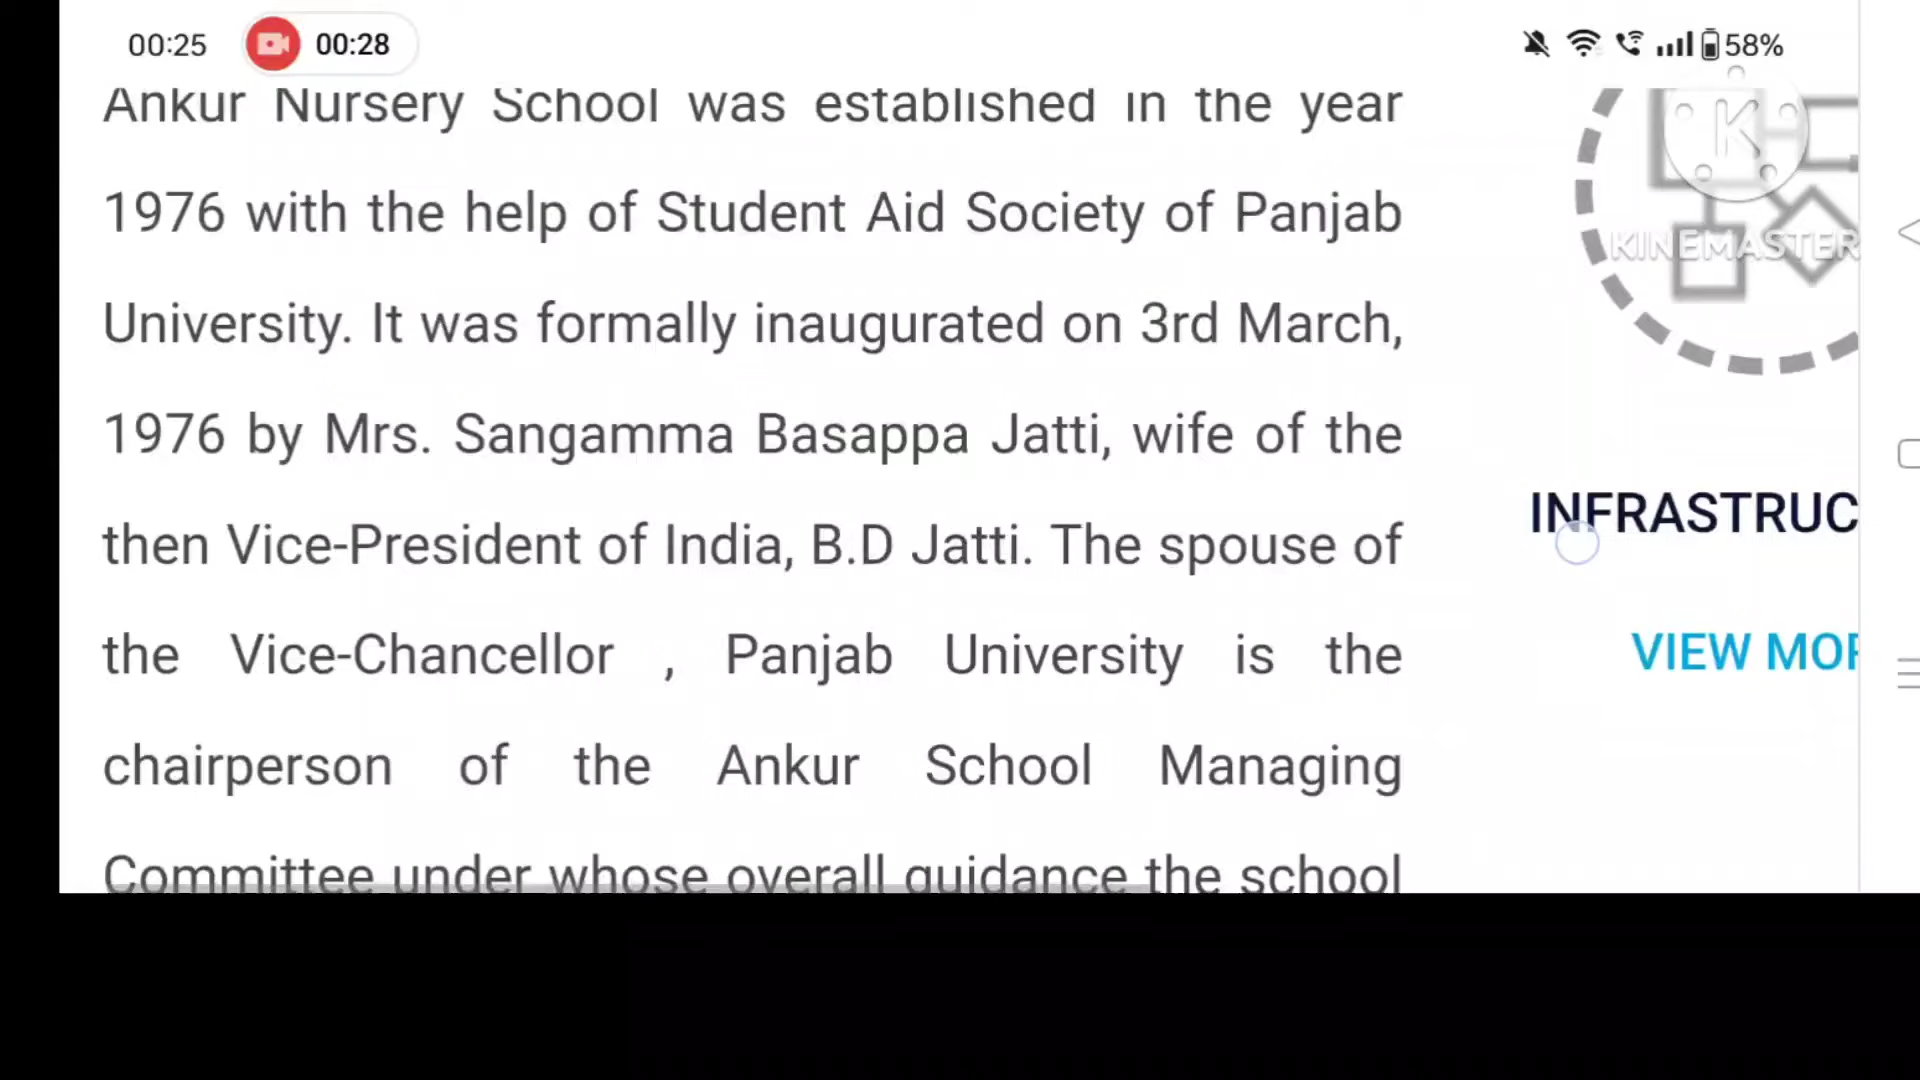 00:25 00:28 58%
Ankur Nursery School was established in the year
1976 with the help of Student Aid Society of Panjab
University. It was formally inaugurated on 3rd March,
1976 by Mrs. Sangamma Basappa Jatti, wife of the
then Vice-President of India, B.D Jatti. The spouse of
the Vice-Chancellor , Panjab University is the
chairperson of the Ankur School Managing
Committee under whose overall guidance the school
K
KINEMASTER
INFRASTRUC
VIEW MOR